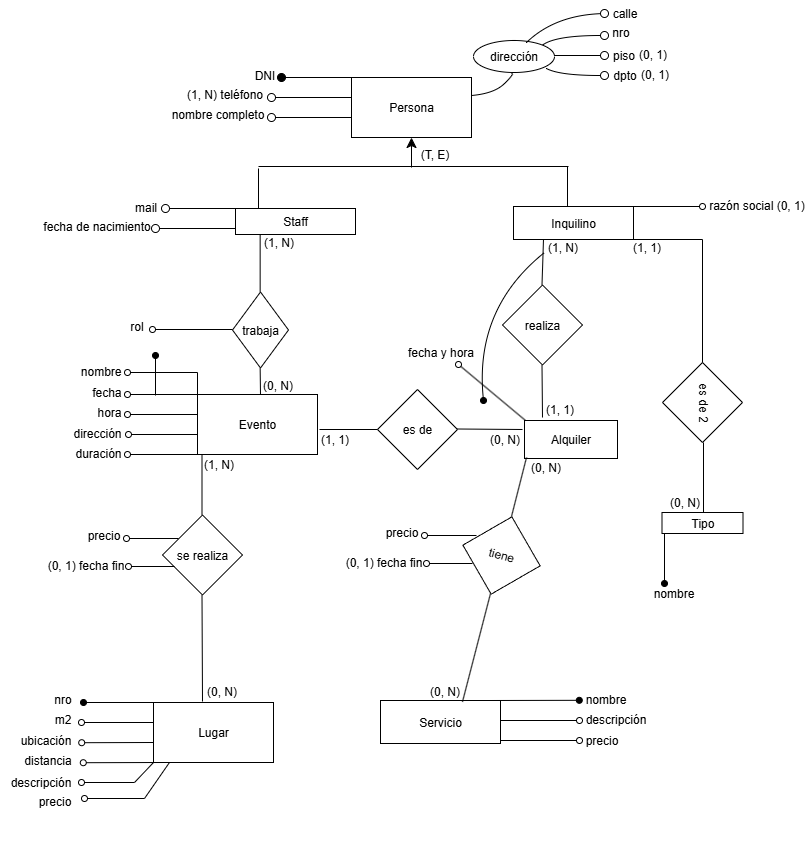 calle
nro
dirección
piso (0, 1)
dpto (0, 1)
DNI
(1, N) teléfono
nombre completo
Persona
(T, E)
mail
fecha de nacimiento
Staff
(1, N)
Inquilino
razón social (0, 1)
(1, N)
(1, 1)
rol
trabaja
realiza
fecha y hora
nombre
fecha
hora
dirección
duración
(0, N)
Evento
(1, 1)
(1, N)
es de
(0, N)
(1, 1)
Alquiler
(0, N)
es de 2
(0, N)
Tipo
nombre
precio
(0, 1) fecha fin
se realiza
precio
(0, 1) fecha fin
tiene
(0, N)
nro
m2
ubicación
distancia
descripción
precio
Lugar
(0, N)
Servicio
nombre
descripción
precio